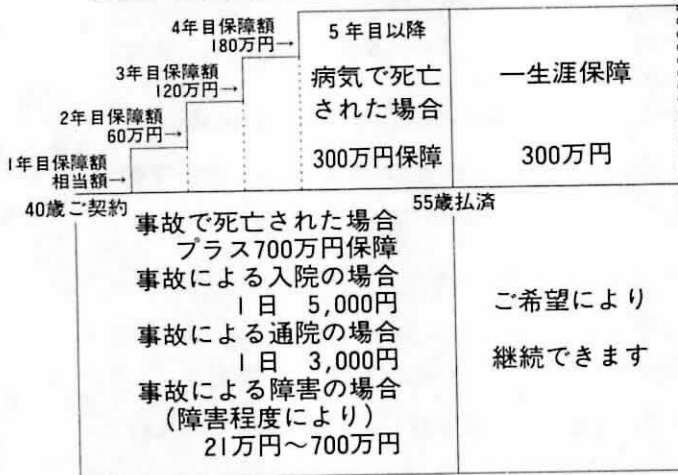 4年目保障額
180万円→
3年目保障額
120万円→
2年目保障額
60万円→
1年目保障額
相当額→
5年目以降
病気で死亡
された場合
300万円保障
一生涯保障
300万円
40歳ご契約
55歳払済
事故で死亡された場合
プラス700万円保障
事故による入院の場合
1日 5,000円
事故による通院の場合
1日 3,000円
事故による障害の場合
(障害程度により)
21万円〜700万円
ご希望により
継続できます